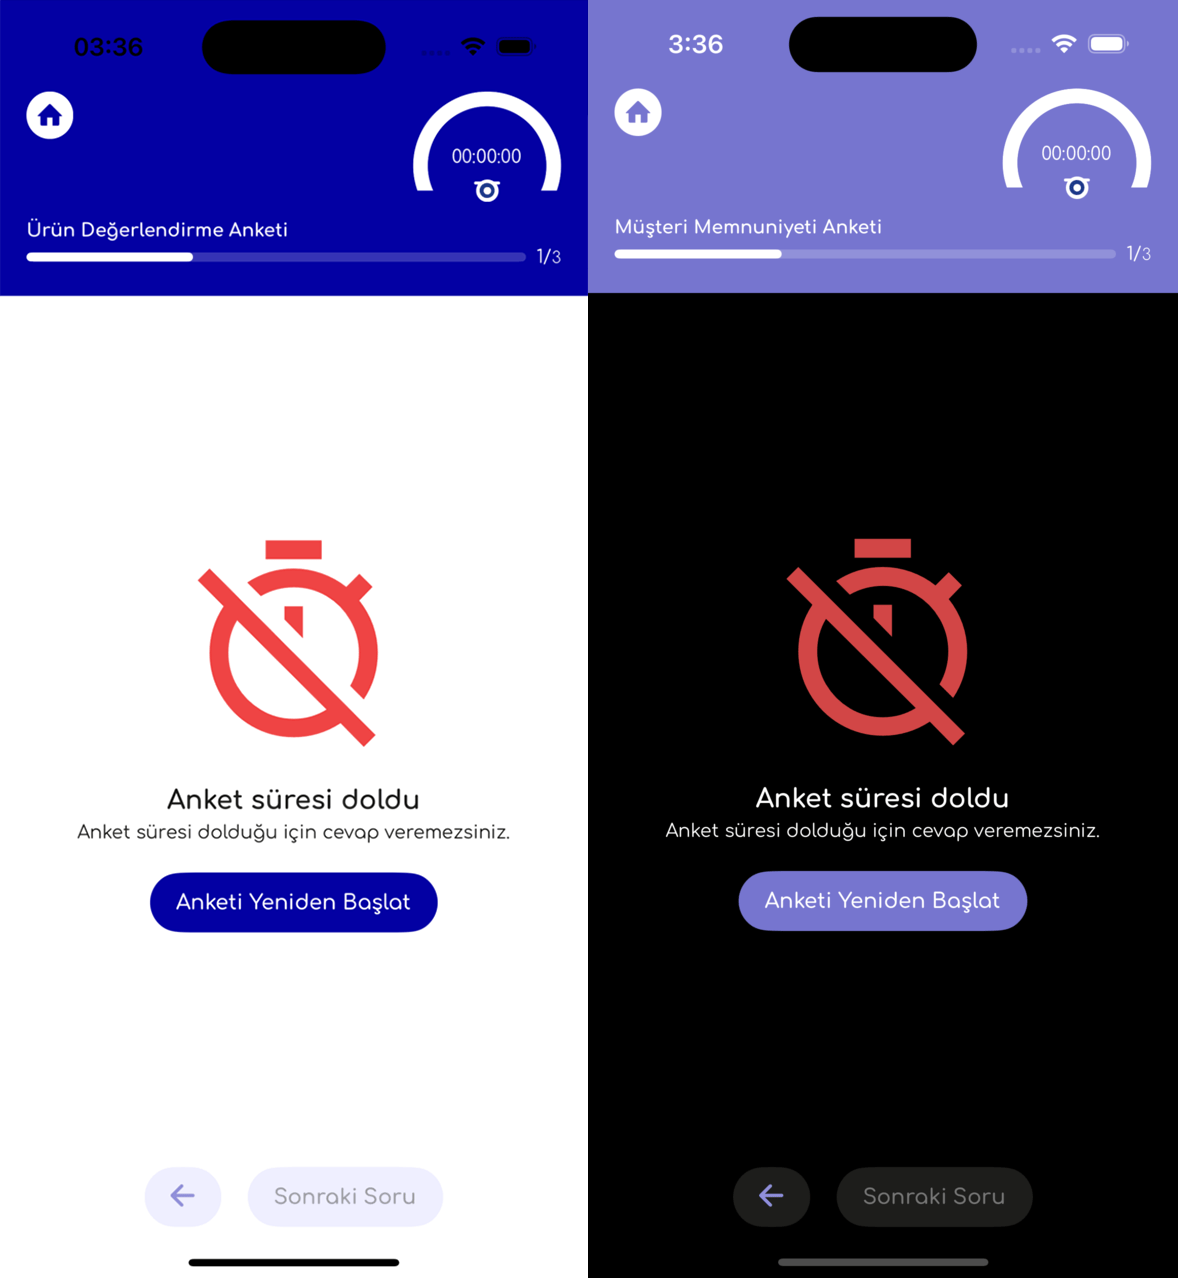 03:36
00:00:00
Ürün Değerlendirme Anketi
1/3
Anket süresi doldu
Anket süresi dolduğu için cevap veremezsiniz.
Anketi Yeniden Başlat
Sonraki Soru
3:36
00:00:00
Müşteri Memnuniyeti Anketi
1/3
Anket süresi doldu
Anket süresi dolduğu için cevap veremezsiniz.
Anketi Yeniden Başlat
Sonraki Soru